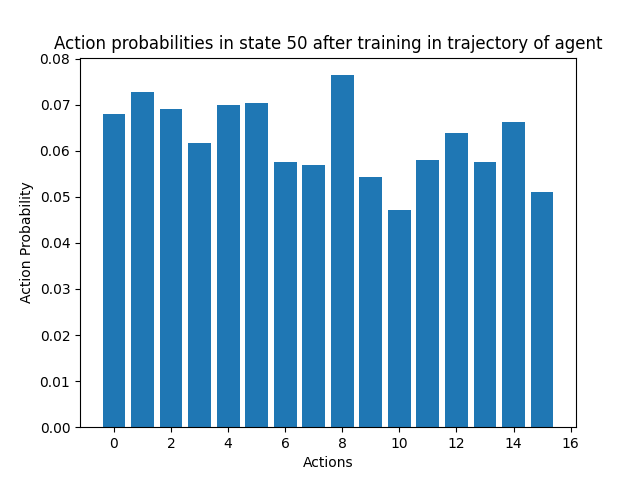 Action probabilities in state 50 after training in trajectory of agent
0.08
0.07
0.06
0.05
0.04
0.03
0.02
0.01
0.00
Action Probability
0 2 4 6 8 10 12 14 16
Actions